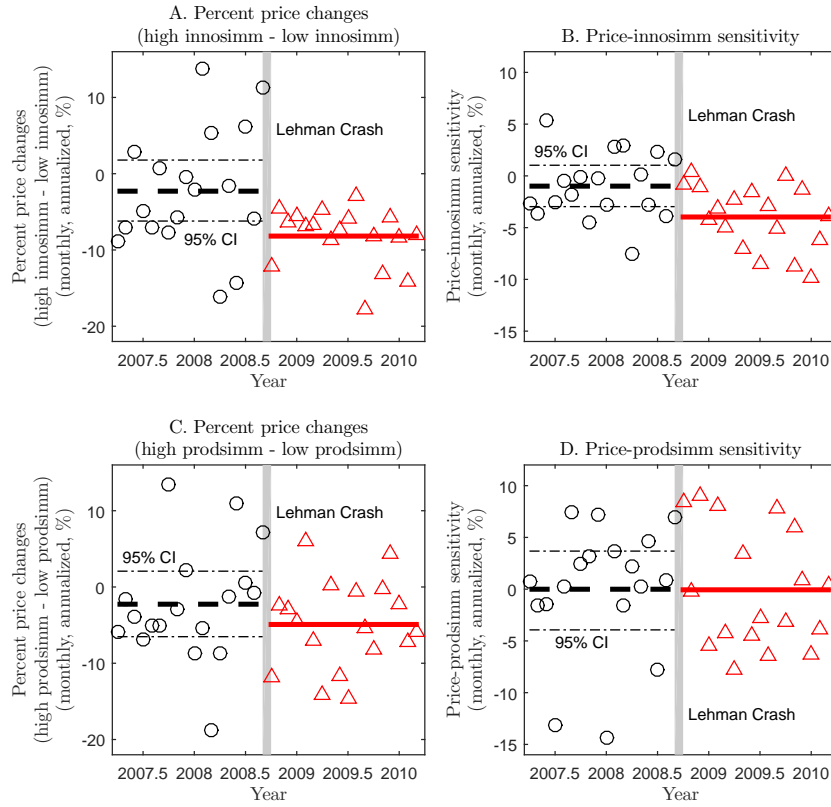 A. Percent price changes
(high innosimm - low innosimm)
Percent price changes
(high innosimm - low innosimm)
(monthly, annualized, %)
10
0
-10
-20
Lehman Crash
95% CI
2007.5 2008 2008.5 2009 2009.5 2010
Year
B. Price-innosimm sensitivity
Price-innosimm sensitivity
(monthly, annualized, %)
10
5
0
-5
-10
-15
Lehman Crash
95% CI
2007.5 2008 2008.5 2009 2009.5 2010
Year
C. Percent price changes
(high prodsimm - low prodsimm)
Percent price changes
(high prodsimm - low prodsimm)
(monthly, annualized, %)
10
0
-10
-20
Lehman Crash
95% CI
2007.5 2008 2008.5 2009 2009.5 2010
Year
D. Price-prodsimm sensitivity
Price-prodsimm sensitivity
(monthly, annualized, %)
10
5
0
-5
-10
-15
95% CI
Lehman Crash
2007.5 2008 2008.5 2009 2009.5 2010
Year